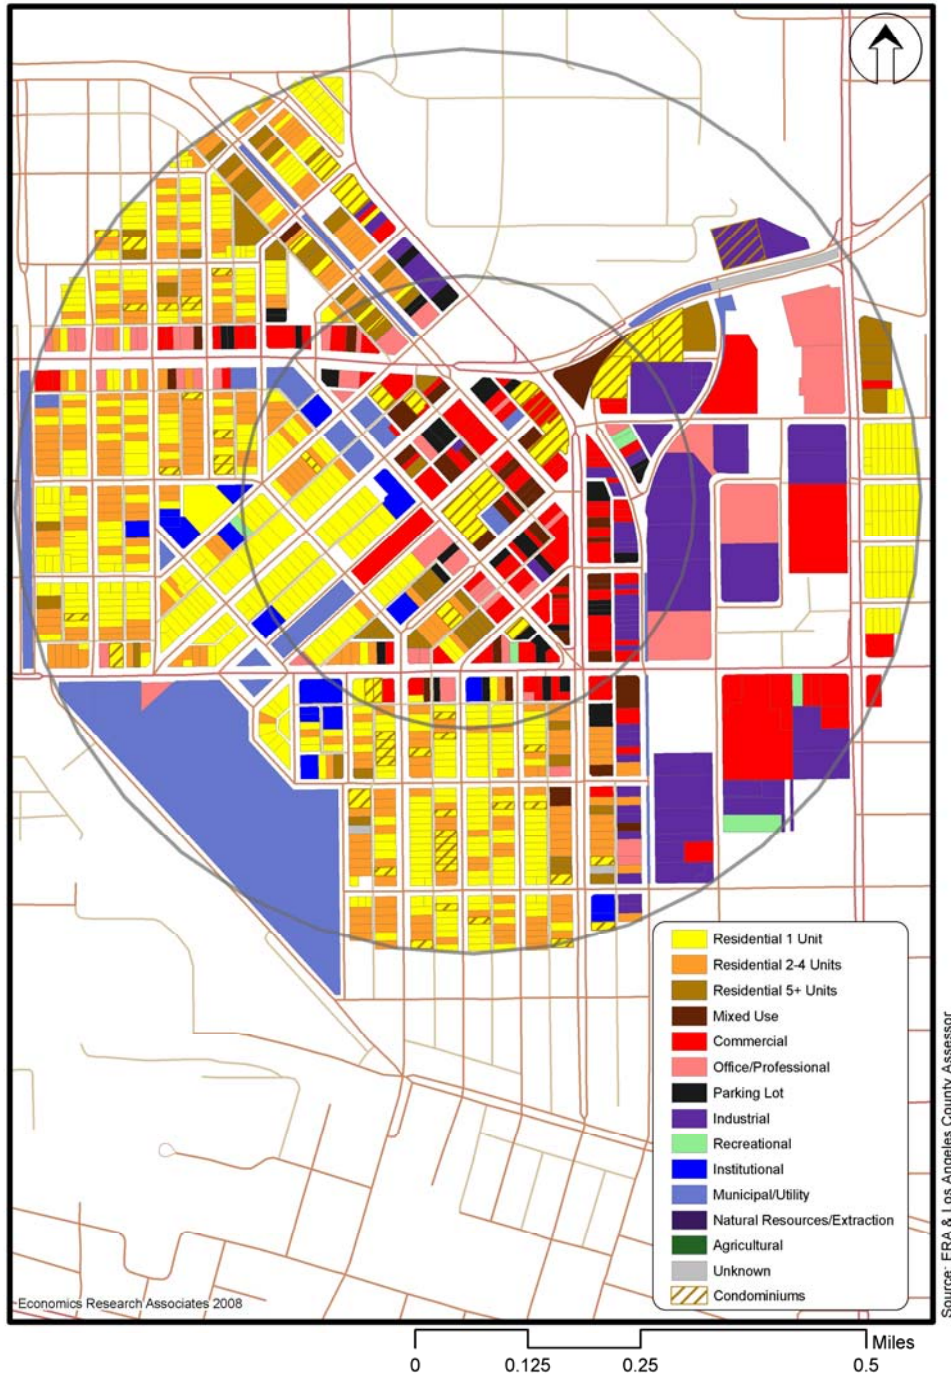 Residential 1 Unit
Residential 2-4 Units
Residential 5+ Units
Mixed Use
Commercial
Office/Professional
Parking Lot
Industrial
Recreational
Institutional
Municipal/Utility
Natural Resources/Extraction
Agricultural
Unknown
Condominiums
Economics Research Associates 2008
Source: ERA & Los Angeles County Assessor
Miles
0 0.125 0.25 0.5